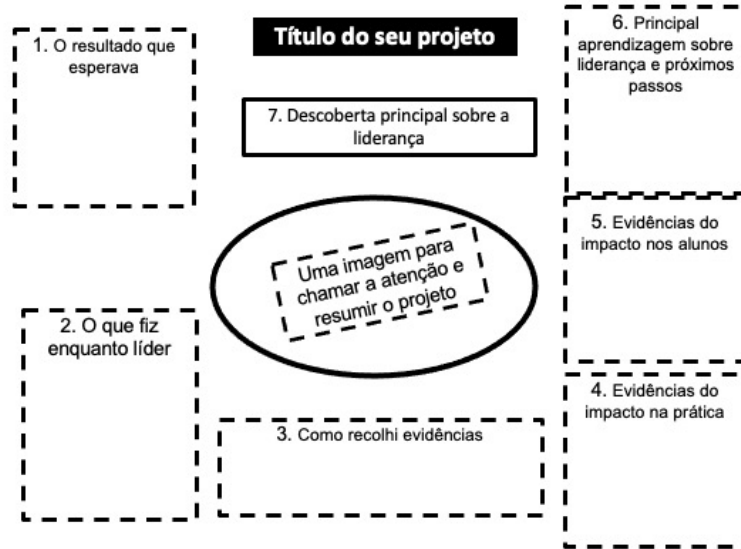 Título do seu projeto
1. O resultado que
esperava
7. Descoberta principal sobre a
liderança
6. Principal
aprendizagem sobre
liderança e próximos
passos
Uma imagem para
chamar a atenção e
resumir o projeto
5. Evidências do
impacto nos alunos
2. O que fiz
enquanto líder
3. Como recolhi evidências
4. Evidências do
impacto na prática